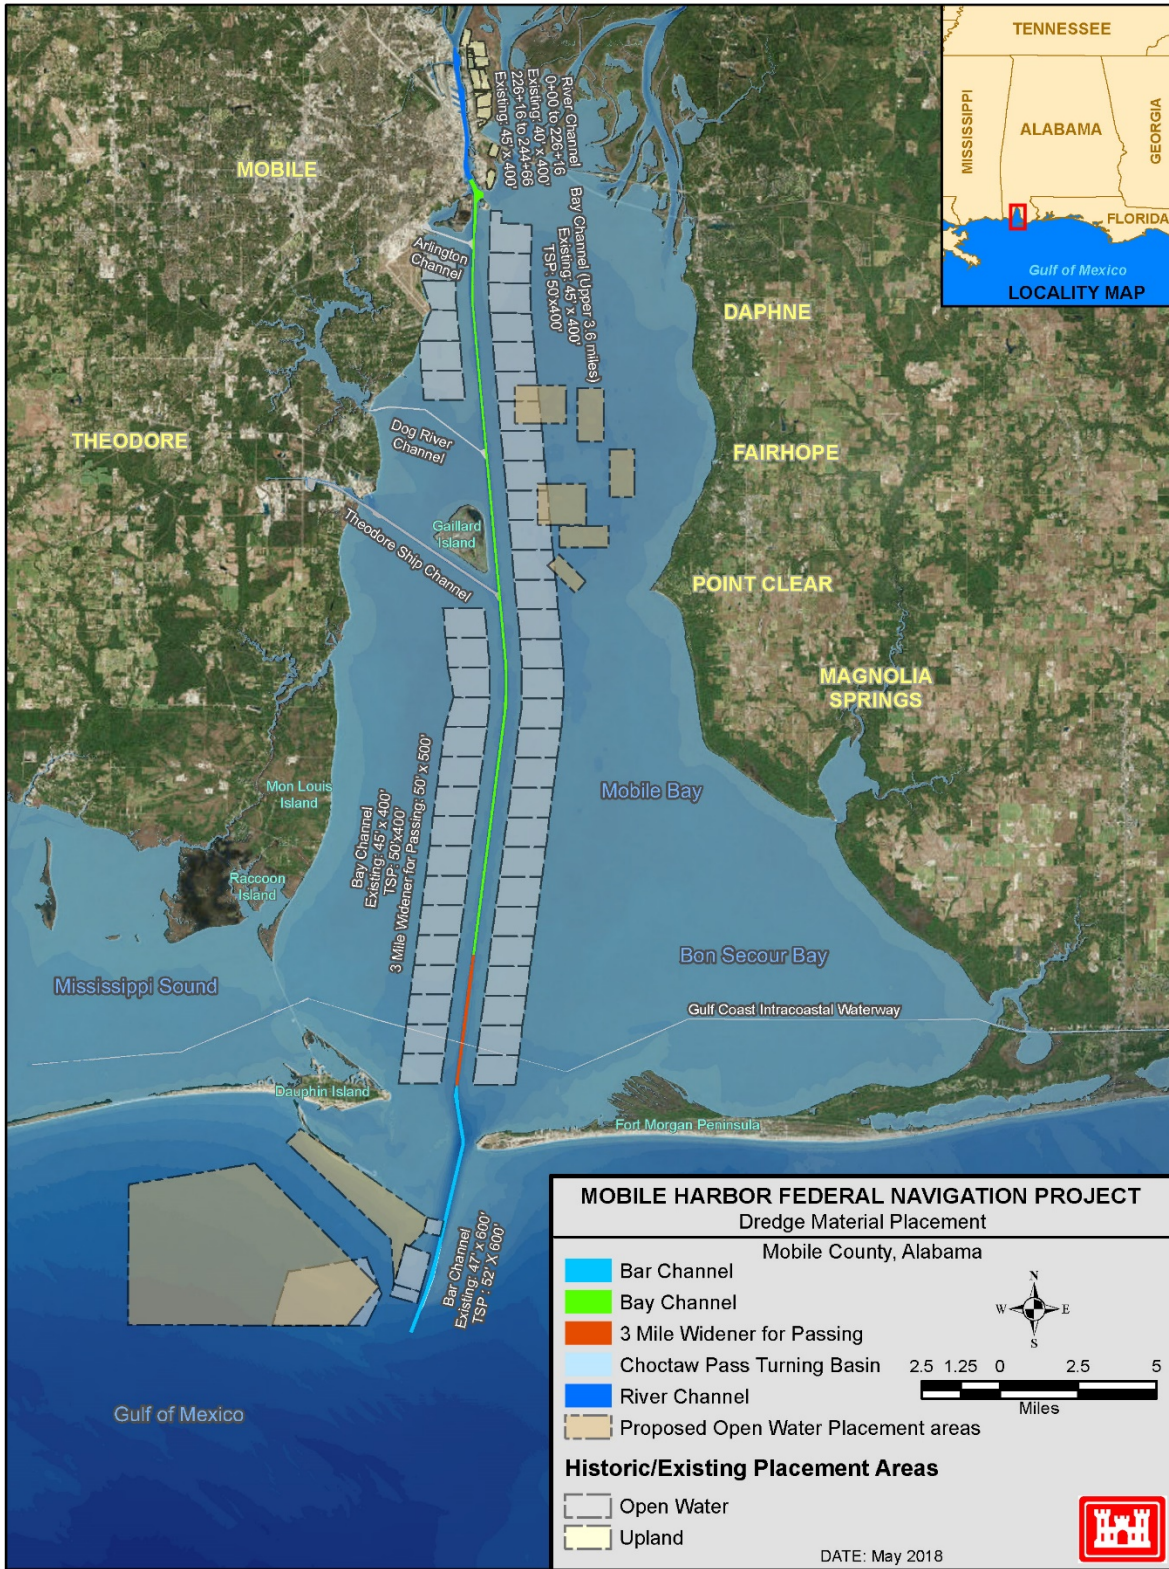 TENNESSEE
MISSISSIPPI
ALABAMA
GEORGIA
FLORIDA
Gulf of Mexico
LOCALITY MAP
River Channel
0+00 to 226+16
Existing: 40' x 400'
226+16 to 244+66
Existing: 45' x 400'
MOBILE
Bay Channel (Upper 3.6 miles)
Existing: 45' x 400'
TSP: 50'x400'
Arlington
Channel
DAPHNE
THEODORE
Dog River
Channel
FAIRHOPE
Gaillard
Island
Theodore Ship Channel
POINT CLEAR
MAGNOLIA
SPRINGS
Mon Louis
Island
Mobile Bay
Bay Channel
Existing: 45' x 400'
TSP: 50'x400'
3 Mile Widener for Passing: 50' x 500'
Raccoon
Island
Mississippi Sound
Bon Secour Bay
Gulf Coast Intracoastal Waterway
Dauphin Island
Fort Morgan Peninsula
Bar Channel
Existing: 47' x 600'
TSP : 52' X 600'
Gulf of Mexico
MOBILE HARBOR FEDERAL NAVIGATION PROJECT
Dredge Material Placement
Mobile County, Alabama
Bar Channel
Bay Channel
3 Mile Widener for Passing
Choctaw Pass Turning Basin
River Channel
Proposed Open Water Placement areas
N
W E
S
2.5 1.25 0 2.5 5
Miles
Historic/Existing Placement Areas
Open Water
Upland
DATE: May 2018